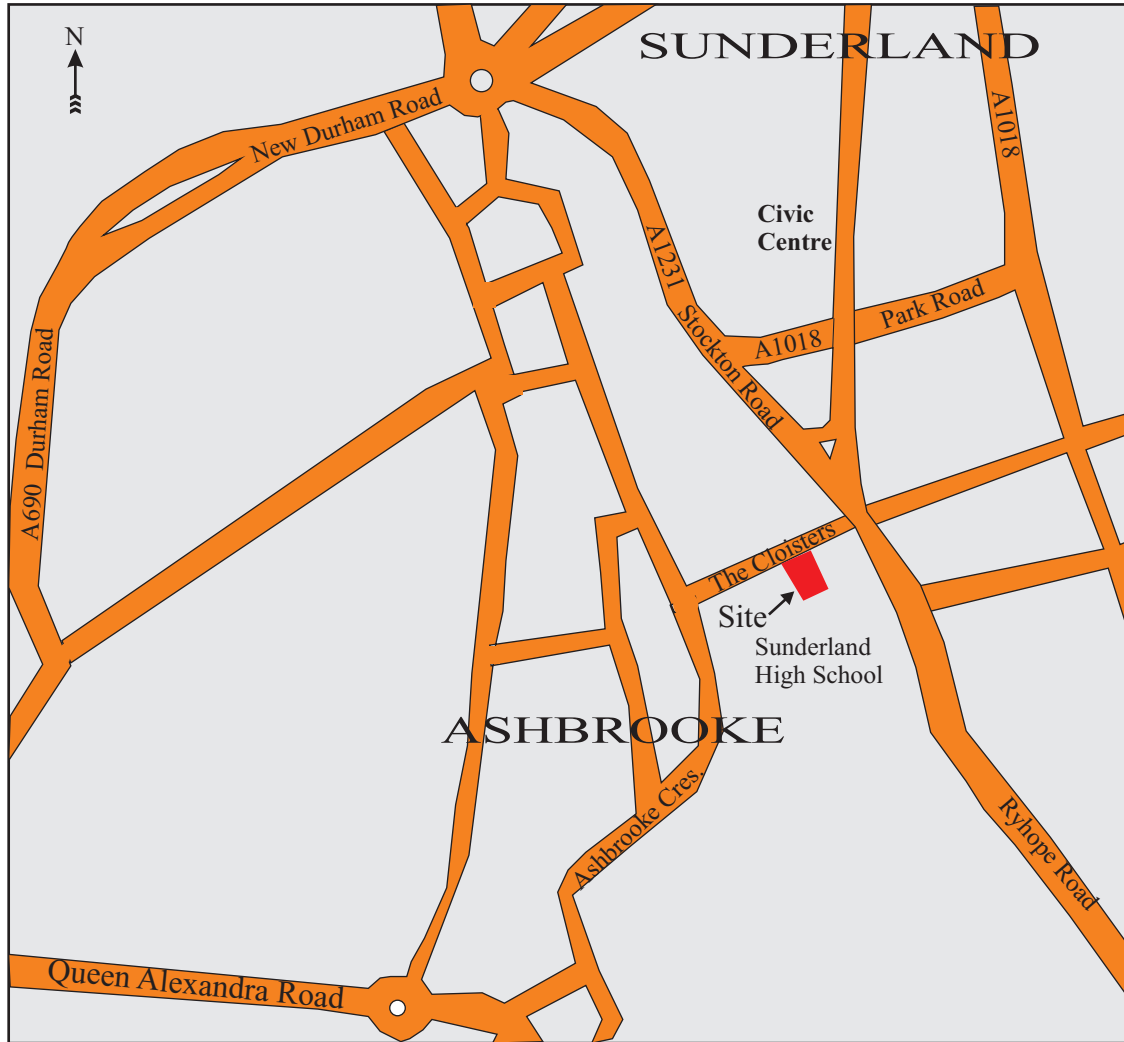 N
SUNDERLAND
New Durham Road
A1018
Civic
Centre
A1231
Stockton Road
Park Road
A1018
A690 Durham Road
The Cloisters
Site
Sunderland
High School
ASHBROOKE
Ashbrooke Cres.
Ryhope Road
Queen Alexandra Road